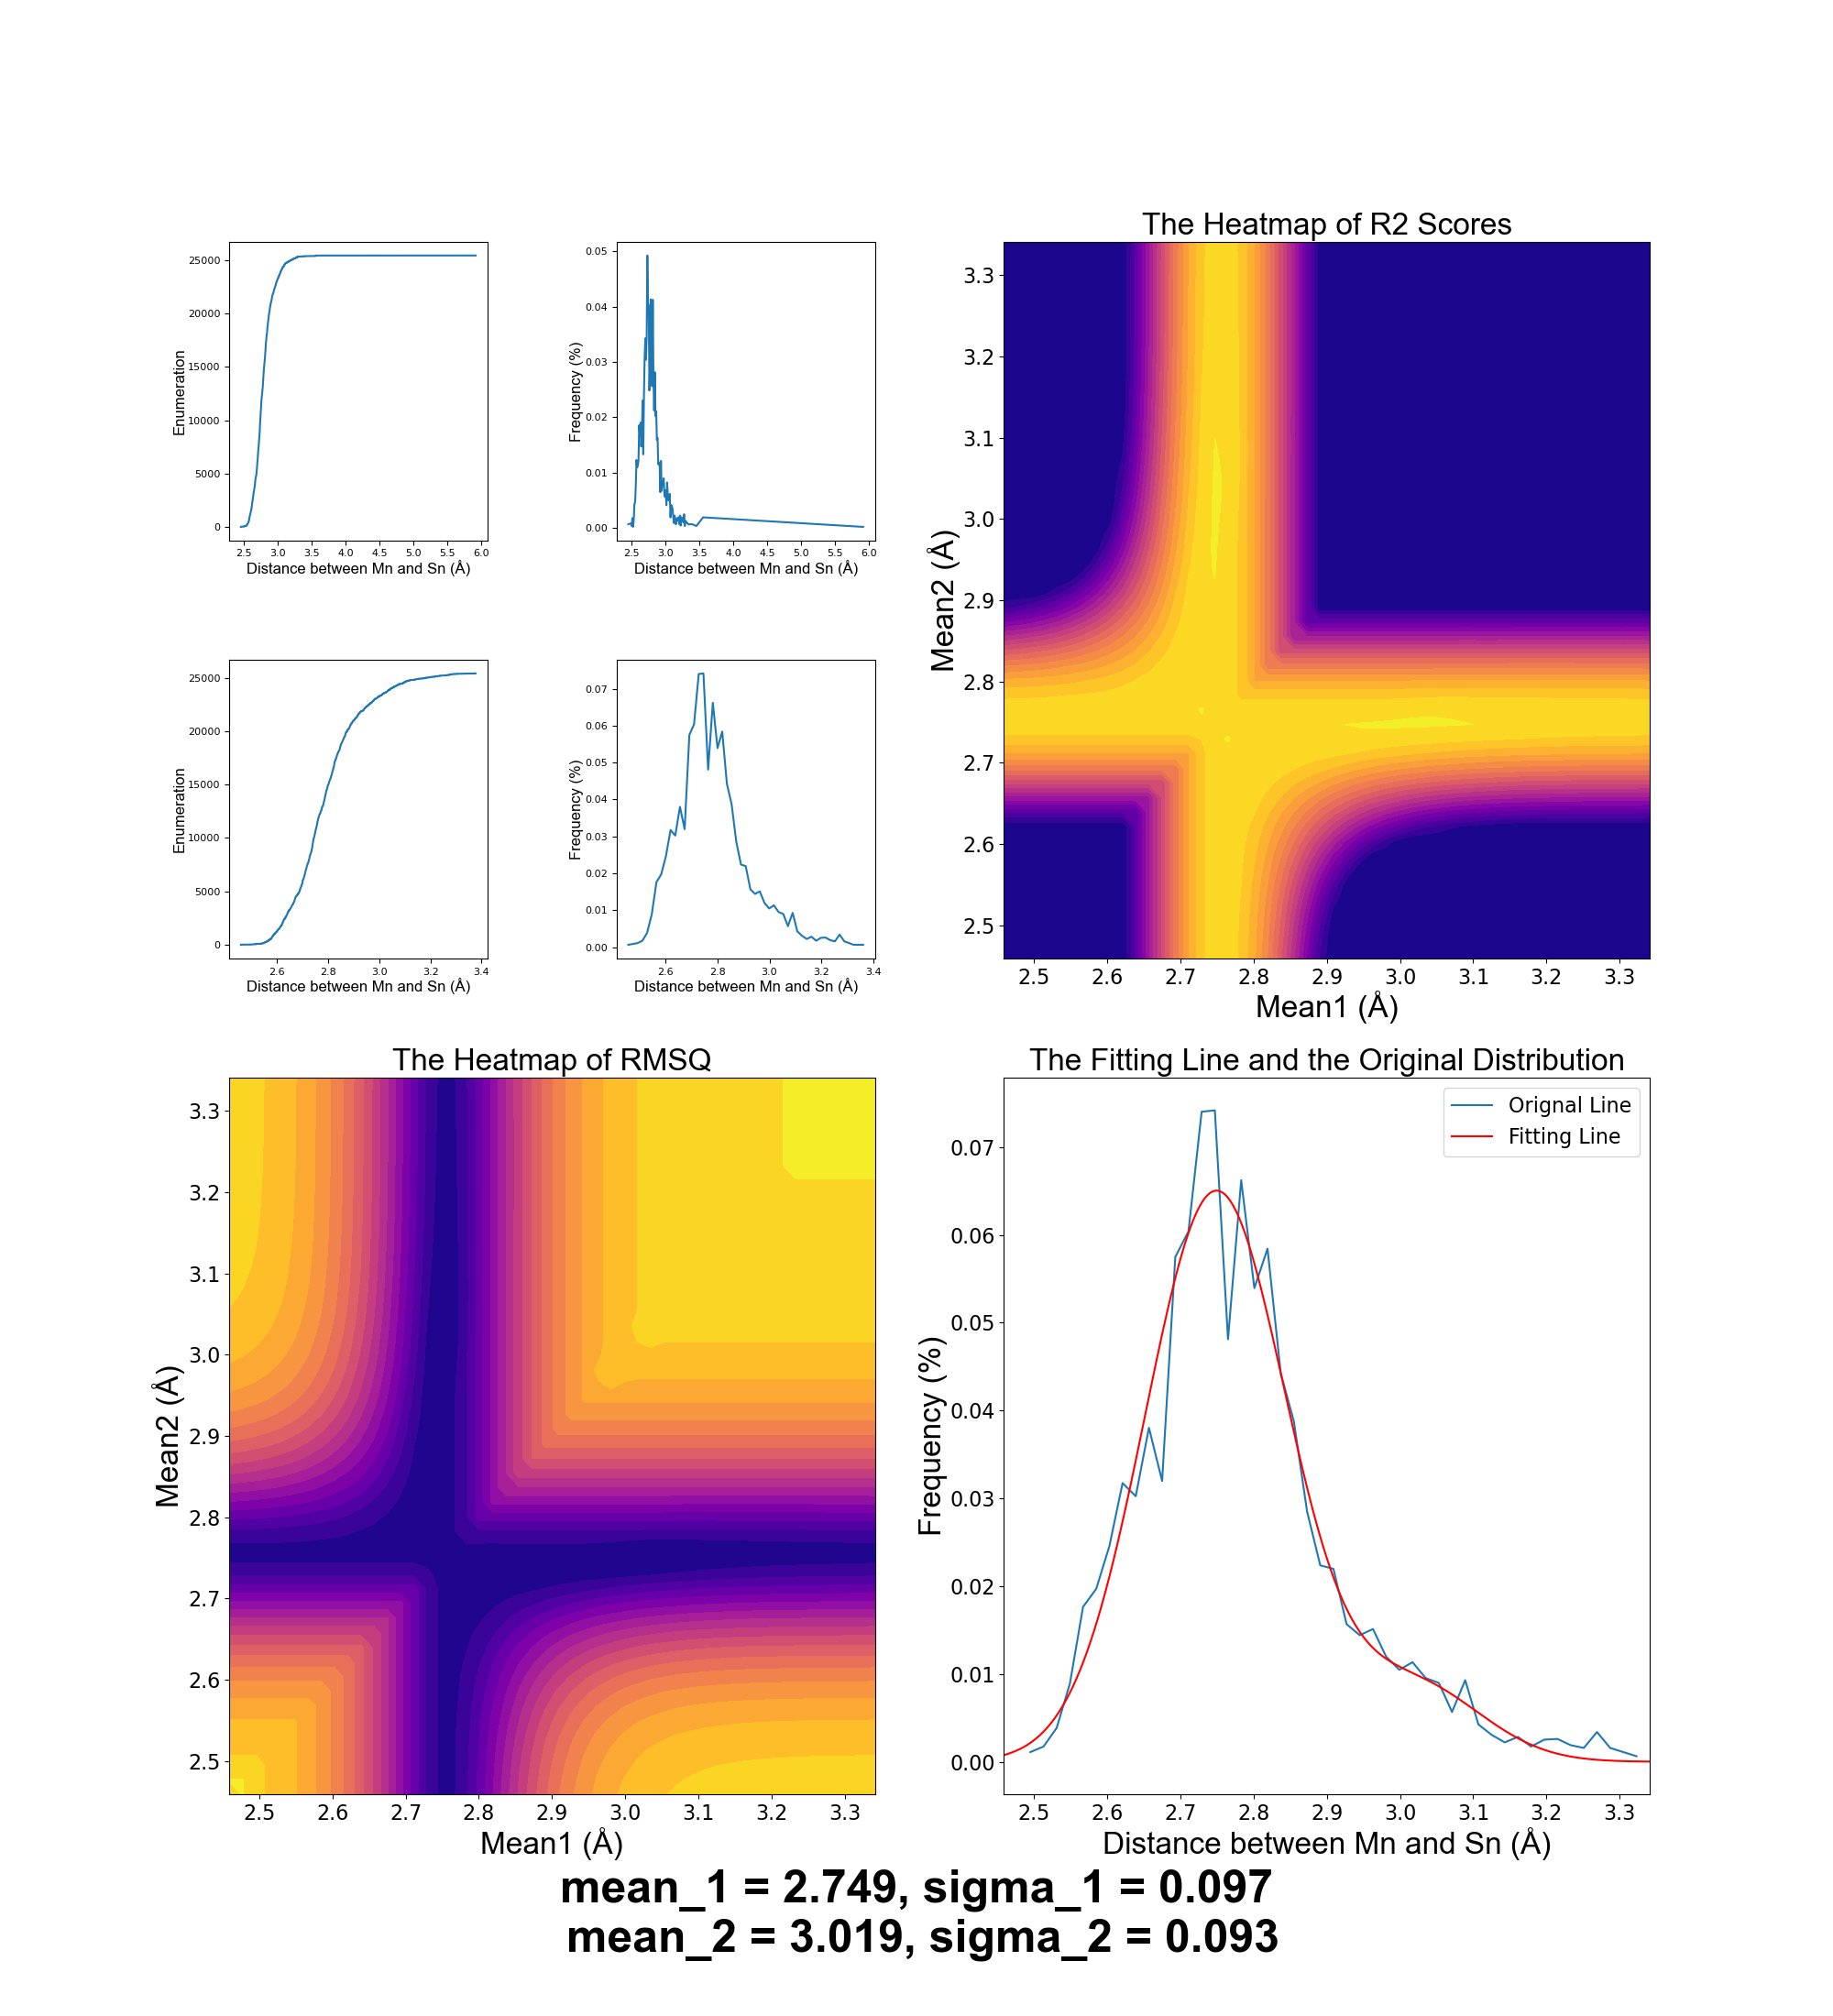 The Heatmap of R2 Scores
25000
20000
15000
10000
5000
0
Enumeration
2.5 3.0 3.5 4.0 4.5 5.0 5.5 6.0
Distance between Mn and Sn (Å)
0.05
0.04
0.03
0.02
0.01
0.00
Frequency (%)
2.5 3.0 3.5 4.0 4.5 5.0 5.5 6.0
Distance between Mn and Sn (Å)
3.3
3.2
3.1
3.0
2.9
2.8
2.7
2.6
2.5
Mean2 (Å)
2.5 2.6 2.7 2.8 2.9 3.0 3.1 3.2 3.3
Mean1 (Å)
25000
20000
15000
10000
5000
0
Enumeration
2.6 2.8 3.0 3.2 3.4
Distance between Mn and Sn (Å)
0.07
0.06
0.05
0.04
0.03
0.02
0.01
0.00
Frequency (%)
2.6 2.8 3.0 3.2 3.4
Distance between Mn and Sn (Å)
The Heatmap of RMSQ
3.3
3.2
3.1
3.0
2.9
2.8
2.7
2.6
2.5
Mean2 (Å)
2.5 2.6 2.7 2.8 2.9 3.0 3.1 3.2 3.3
Mean1 (Å)
The Fitting Line and the Original Distribution
Orignal Line
Fitting Line
0.07
0.06
0.05
0.04
0.03
0.02
0.01
0.00
Frequency (%)
2.5 2.6 2.7 2.8 2.9 3.0 3.1 3.2 3.3
Distance between Mn and Sn (Å)
mean_1 = 2.749, sigma_1 = 0.097
mean_2 = 3.019, sigma_2 = 0.093